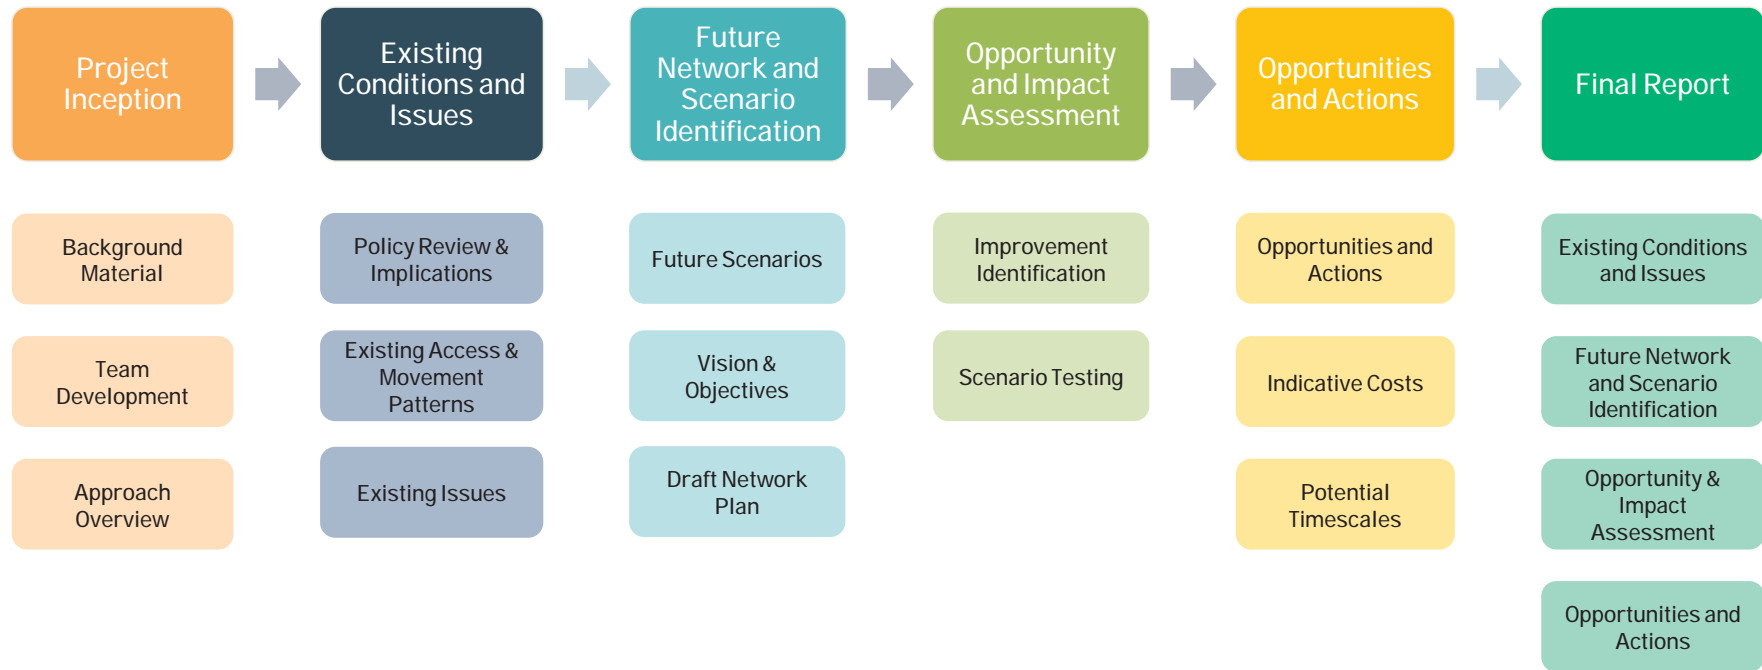 Project
Inception
Existing
Conditions and
Issues
Future
Network and
Scenario
Identification
Opportunity
and Impact
Assessment
Opportunities
and Actions
Final Report
Background
Material
Team
Development
Approach
Overview
Policy Review &
Implications
Existing Access &
Movement
Patterns
Existing Issues
Future Scenarios
Vision &
Objectives
Draft Network
Plan
Improvement
Identification
Scenario Testing
Opportunities and
Actions
Indicative Costs
Potential
Timescales
Existing Conditions
and Issues
Future Network
and Scenario
Identification
Opportunity &
Impact
Assessment
Opportunities and
Actions